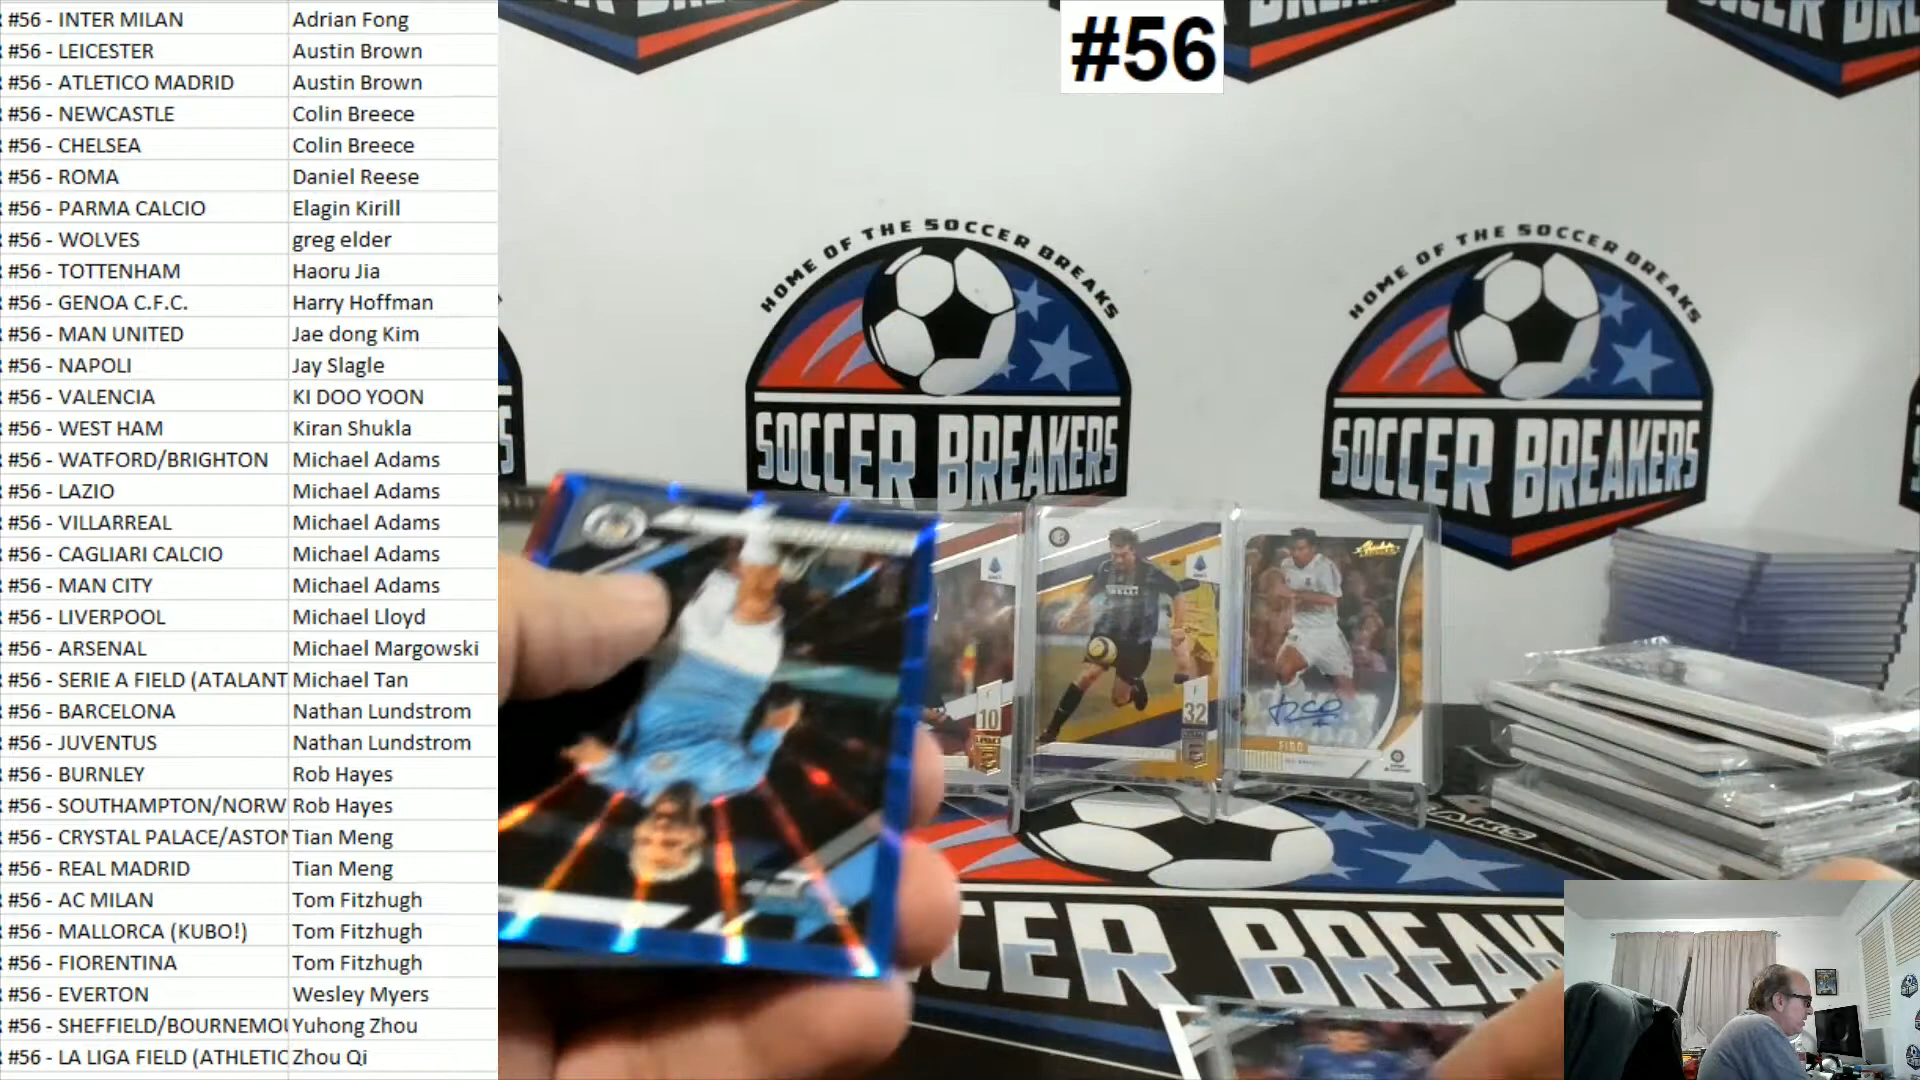 #56 - INTER MILAN Adrian Fong
#56 - LEICESTER Austin Brown
#56 - ATLETICO MADRID Austin Brown
#56 - NEWCASTLE Colin Breece
#56 - CHELSEA Colin Breece
#56 - ROMA Daniel Reese
#56 - PARMA CALCIO Elagin Kirill
#56 - WOLVES greg elder
#56 - TOTTENHAM Haoru Jia
#56 - GENOA C.F.C. Harry Hoffman
#56 - MAN UNITED Jae dong Kim
#56 - NAPOLI Jay Slagle
#56 - VALENCIA KI DOO YOON
#56 - WEST HAM Kiran Shukla
#56 - WATFORD/BRIGHTON Michael Adams
#56 - LAZIO Michael Adams
#56 - VILLARREAL Michael Adams
#56 - CAGLIARI CALCIO Michael Adams
#56 - MAN CITY Michael Adams
#56 - LIVERPOOL Michael Lloyd
#56 - ARSENAL Michael Margowski
#56 - SERIE A FIELD (ATALANT Michael Tan
#56 - BARCELONA Nathan Lundstrom
#56 - JUVENTUS Nathan Lundstrom
#56 - BURNLEY Rob Hayes
#56 - SOUTHAMPTON/NORW Rob Hayes
#56 - CRYSTAL PALACE/ASTON Tian Meng
#56 - REAL MADRID Tian Meng
#56 - AC MILAN Tom Fitzhugh
#56 - MALLORCA (KUBO!) Tom Fitzhugh
#56 - FIORENTINA Tom Fitzhugh
#56 - EVERTON Wesley Myers
#56 - SHEFFIELD/BOURNEMOU Yuhong Zhou
#56 - LA LIGA FIELD (ATHLETIC Zhou Qi
#56
HOME OF THE SOCCER BREAKS
SOCCER BREAKERS
HOME OF THE SOCCER BREAKS
SOCCER BREAKERS
10
PIRELLI
32
FIGO
CCER BREAK